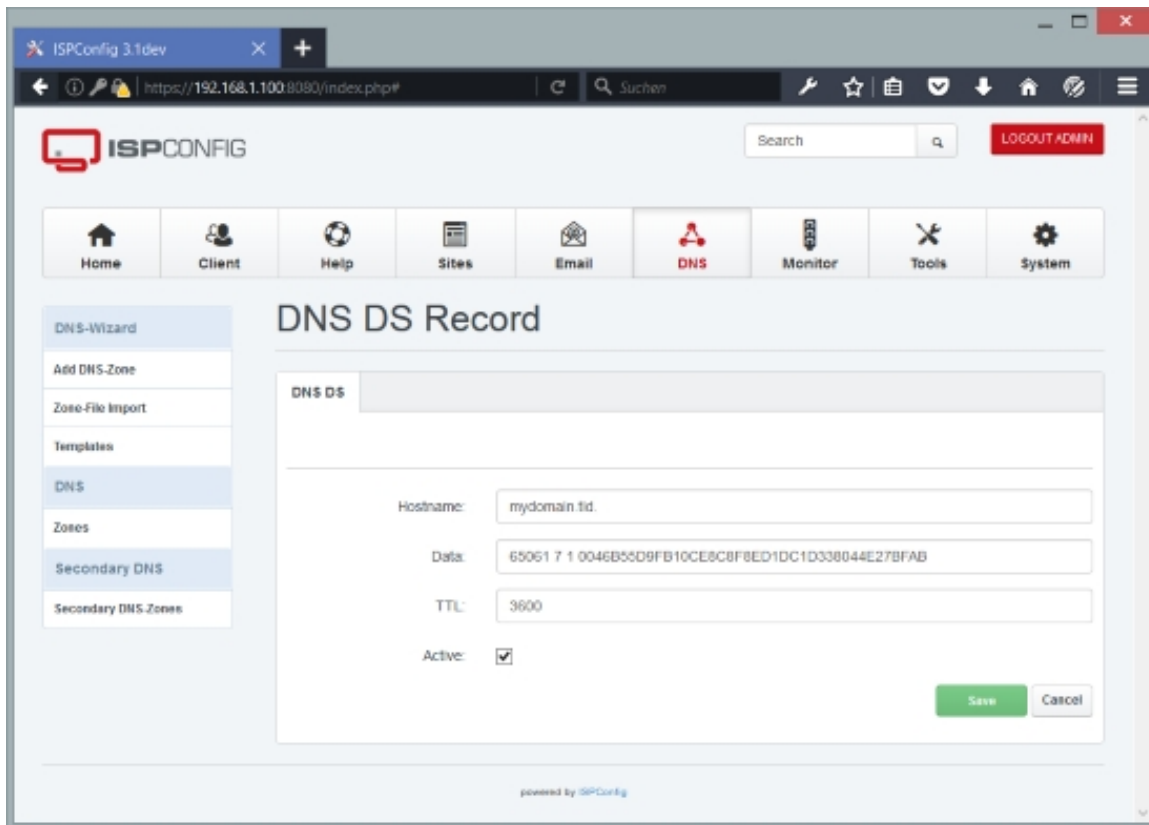 ISPConfig 3.1dev
https://192.168.1.100:8080/index.php#
Suchen
ISPCONFIG
Search
LOGOUT ADMIN
Home
Client
Help
Sites
Email
DNS
Monitor
Tools
System
DNS-Wizard
Add DNS-Zone
Zone-File Import
Templates
DNS
Zones
Secondary DNS
Secondary DNS-Zones
DNS DS Record
DNS DS
Hostname:
mydomain.tld.
Data:
65061 7 1 0046B55D9FB10CE8C8F8ED1DC1D338044E27BFAB
TTL:
3600
Active:
Save
Cancel
powered by ISPConfig